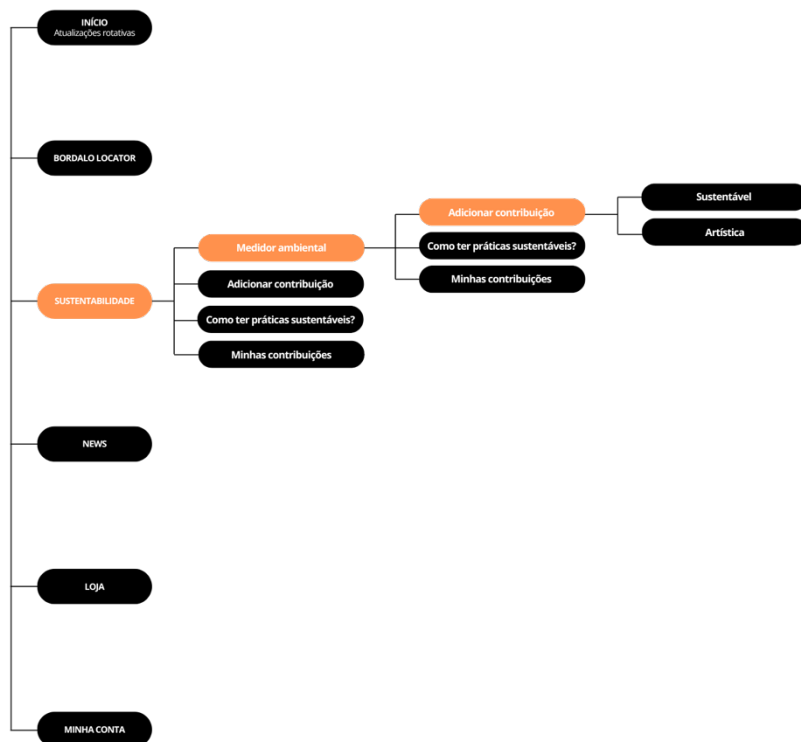 INÍCIO
Atualizações rotativas
BORDALO LOCATOR
SUSTENTABILIDADE
Medidor ambiental
Adicionar contribuição
Como ter práticas sustentáveis?
Minhas contribuições
Adicionar contribuição
Como ter práticas sustentáveis?
Minhas contribuições
Sustentável
Artística
NEWS
LOJA
MINHA CONTA